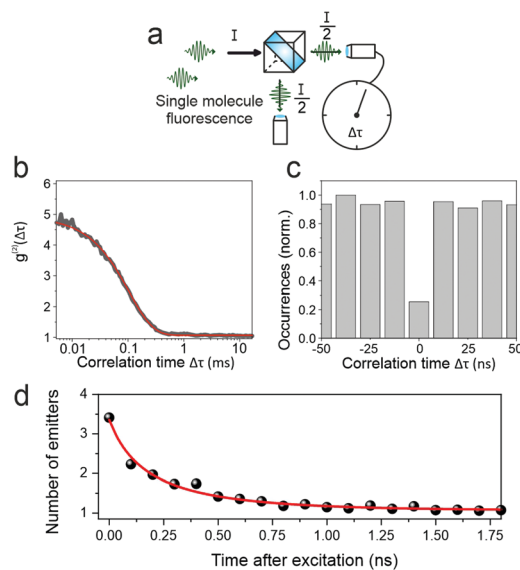 a
I
I
2
I
2
Single molecule
fluorescence
Δτ
b
g⁽²⁾(Δτ)
6
5
4
3
2
1
0.01
0.1
1
10
Correlation time Δτ (ms)
c
Occurrences (norm.)
1.0
0.8
0.6
0.4
0.2
0.0
-50
-25
0
25
50
Correlation time Δτ (ns)
d
Number of emitters
4
3
2
1
0.00
0.25
0.50
0.75
1.00
1.25
1.50
1.75
Time after excitation (ns)